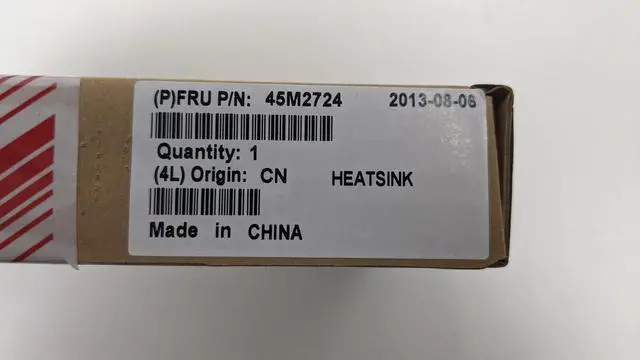 (P)FRU P/N: 45M2724 2013-08-06
Quantity: 1
(4L) Origin: CN HEATSINK
Made in CHINA